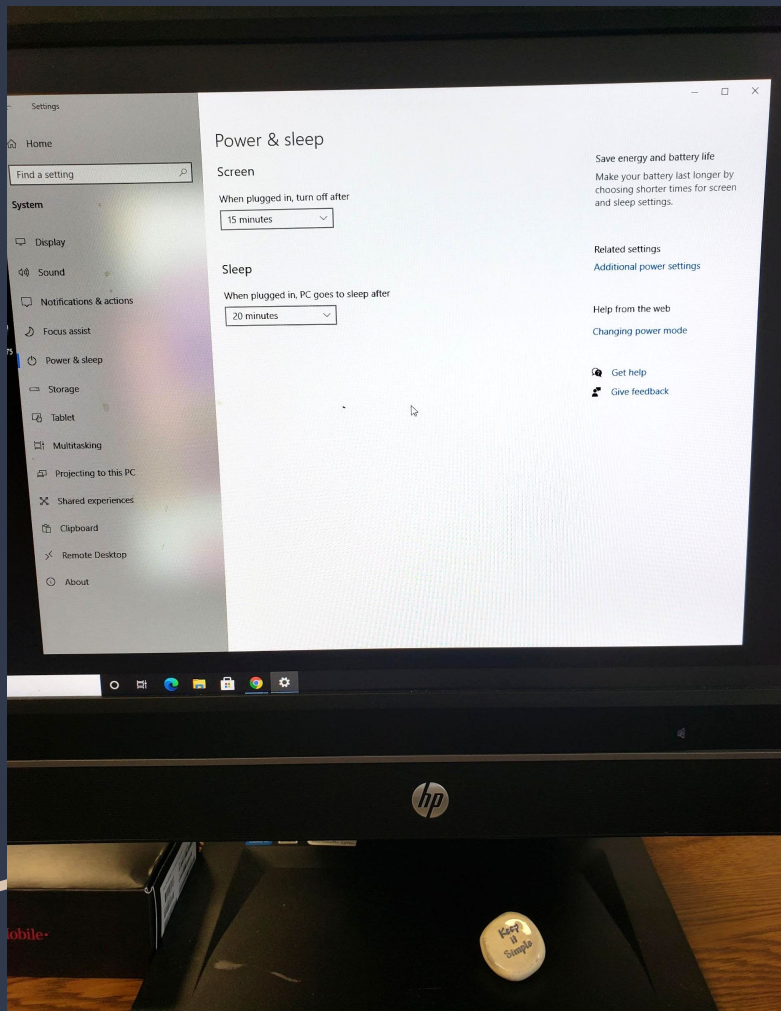 Settings
Home
Find a setting
System
Display
Sound
Notifications & actions
Focus assist
Power & sleep
Storage
Tablet
Multitasking
Projecting to this PC
Shared experiences
Clipboard
Remote Desktop
About
Power & sleep
Screen
When plugged in, turn off after
15 minutes
Sleep
When plugged in, PC goes to sleep after
20 minutes
Save energy and battery life
Make your battery last longer by
choosing shorter times for screen
and sleep settings.
Related settings
Additional power settings
Help from the web
Changing power mode
Get help
Give feedback
hp
obile
Keep
it
Simple